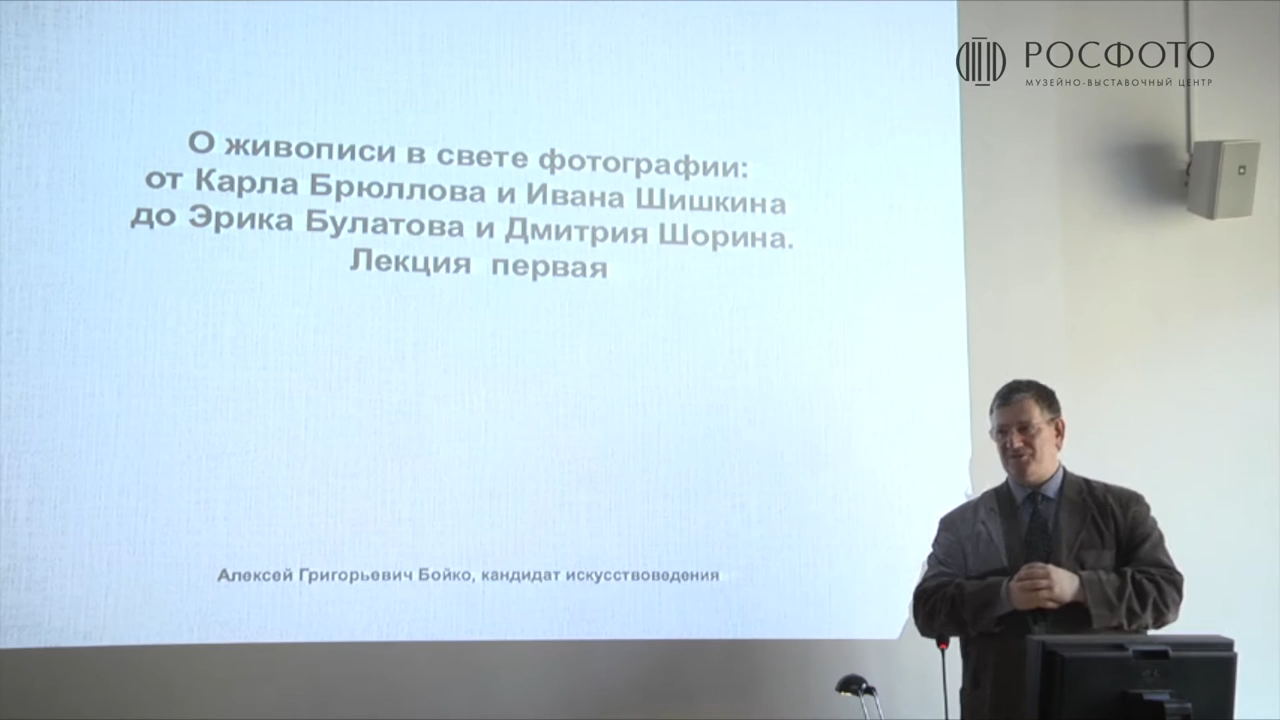 РОСФОТО
МУЗЕЙНО-ВЫСТАВОЧНЫЙ ЦЕНТР
О живописи в свете фотографии:
от Карла Брюллова и Ивана Шишкина
до Эрика Булатова и Дмитрия Шорина.
Лекция первая
Алексей Григорьевич Бойко, кандидат искусствоведения